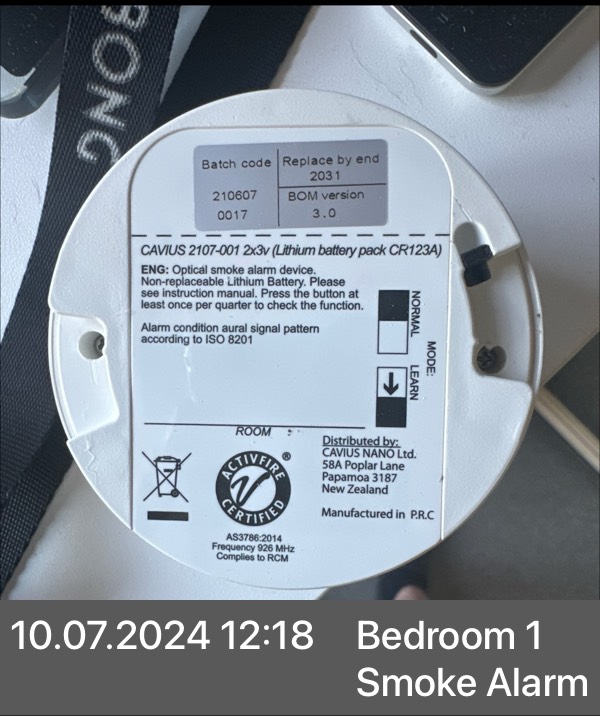 BONG
Batch code
210607
0017
Replace by end
2031
BOM version
3.0
CAVIUS 2107-001 2x3v (Lithium battery pack CR123A)
ENG: Optical smoke alarm device.
Non-replaceable Lithium Battery. Please
see instruction manual. Press the button at
least once per quarter to check the function.
Alarm condition aural signal pattern
according to ISO 8201
NORMAL
MODE:
LEARN
ROOM :
ACTIVFIRE
®
CERTIFIED
AS3786:2014
Frequency 926 MHz
Complies to RCM
Distributed by:
CAVIUS NANO Ltd.
58A Poplar Lane
Papamoa 3187
New Zealand
Manufactured in P.R.C
10.07.2024 12:18
Bedroom 1
Smoke Alarm